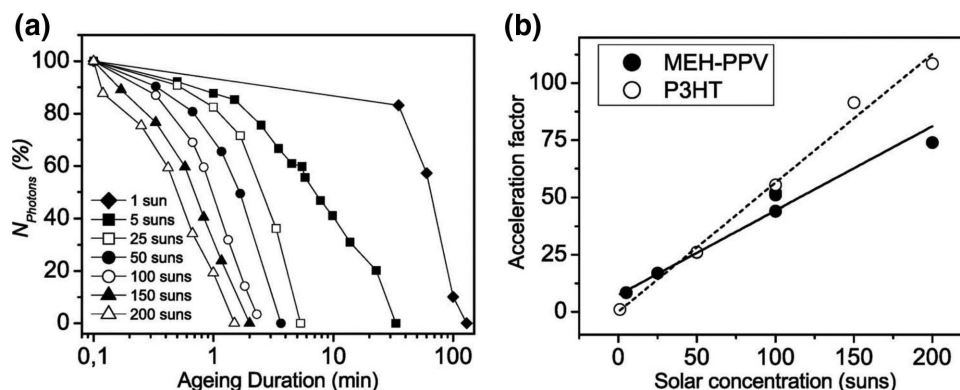 (a)
100
80
60
40
20
0
N_Photons (%)
1 sun
5 suns
25 suns
50 suns
100 suns
150 suns
200 suns
0,1 1 10 100
Ageing Duration (min)
(b)
MEH-PPV
P3HT
100
75
50
25
0
Acceleration factor
0 50 100 150 200
Solar concentration (suns)